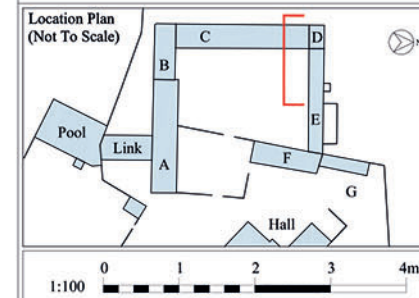 Location Plan
(Not To Scale)
C
D
N
B
E
Pool
Link
A
F
G
Hall
0 1 2 3 4m
1:100